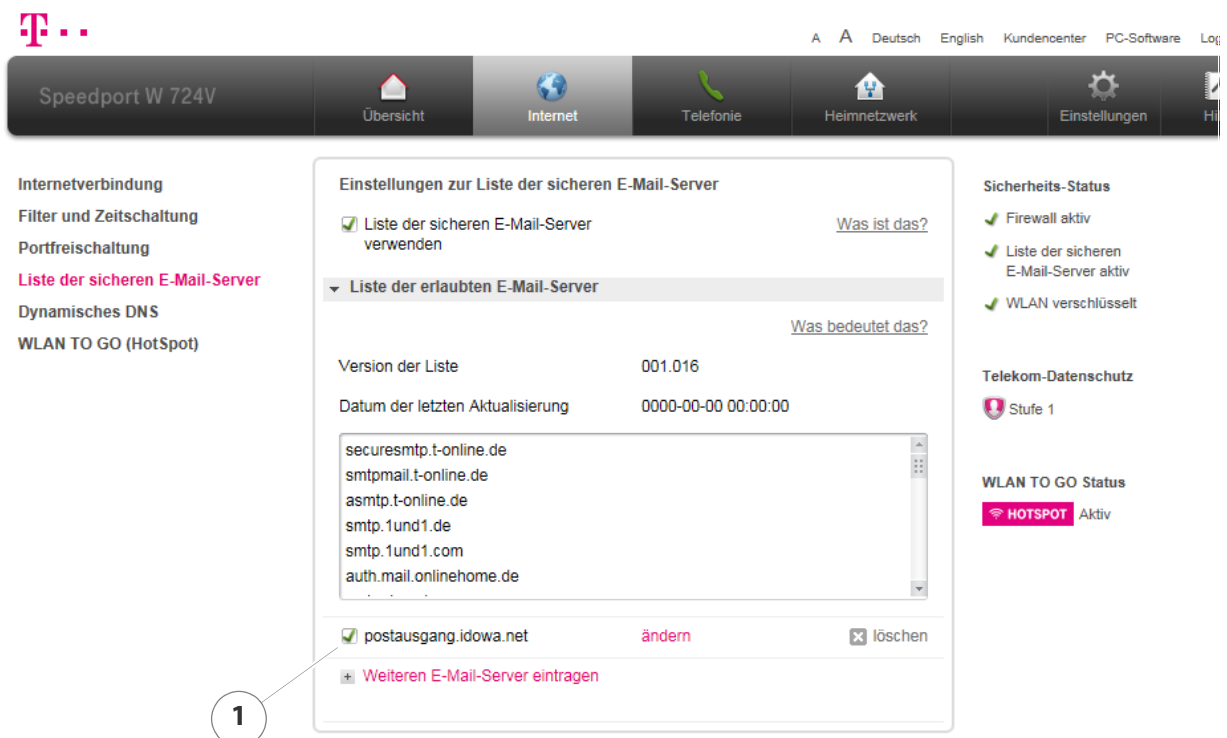 T
A A Deutsch English Kundencenter PC-Software
Speedport W 724V
Übersicht Internet Telefonie Heimnetzwerk Einstellungen
Internetverbindung
Filter und Zeitschaltung
Portfreischaltung
Liste der sicheren E-Mail-Server
Dynamisches DNS
WLAN TO GO (HotSpot)
Einstellungen zur Liste der sicheren E-Mail-Server
Liste der sicheren E-Mail-Server
verwenden
Was ist das?
Liste der erlaubten E-Mail-Server
Was bedeutet das?
Version der Liste 001.016
Datum der letzten Aktualisierung 0000-00-00 00:00:00
securesmtp.t-online.de
smtpmail.t-online.de
asmtp.t-online.de
smtp.1und1.de
smtp.1und1.com
auth.mail.onlinehome.de
postausgang.idowa.net ändern löschen
Weiteren E-Mail-Server eintragen
1
Sicherheits-Status
Firewall aktiv
Liste der sicheren
E-Mail-Server aktiv
WLAN verschlüsselt
Telekom-Datenschutz
Stufe 1
WLAN TO GO Status
HOTSPOT Aktiv